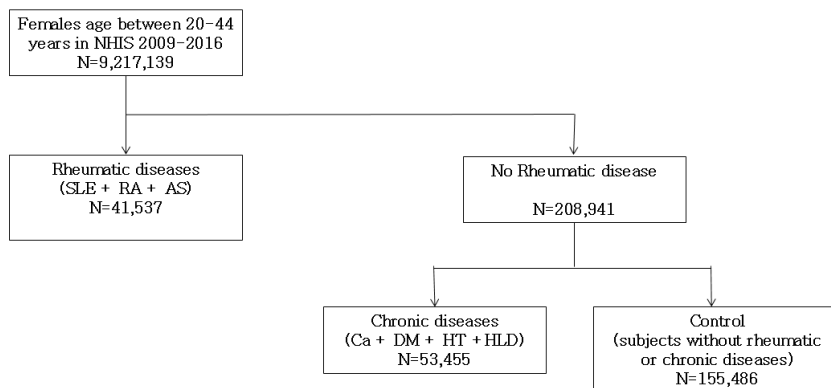 Females age between 20-44
years in NHIS 2009-2016
N=9,217,139
Rheumatic diseases
(SLE + RA + AS)
N=41,537
No Rheumatic disease
N=208,941
Chronic diseases
(Ca + DM + HT +HLD)
N=53,455
Control
(subjects without rheumatic
or chronic diseases)
N=155,486